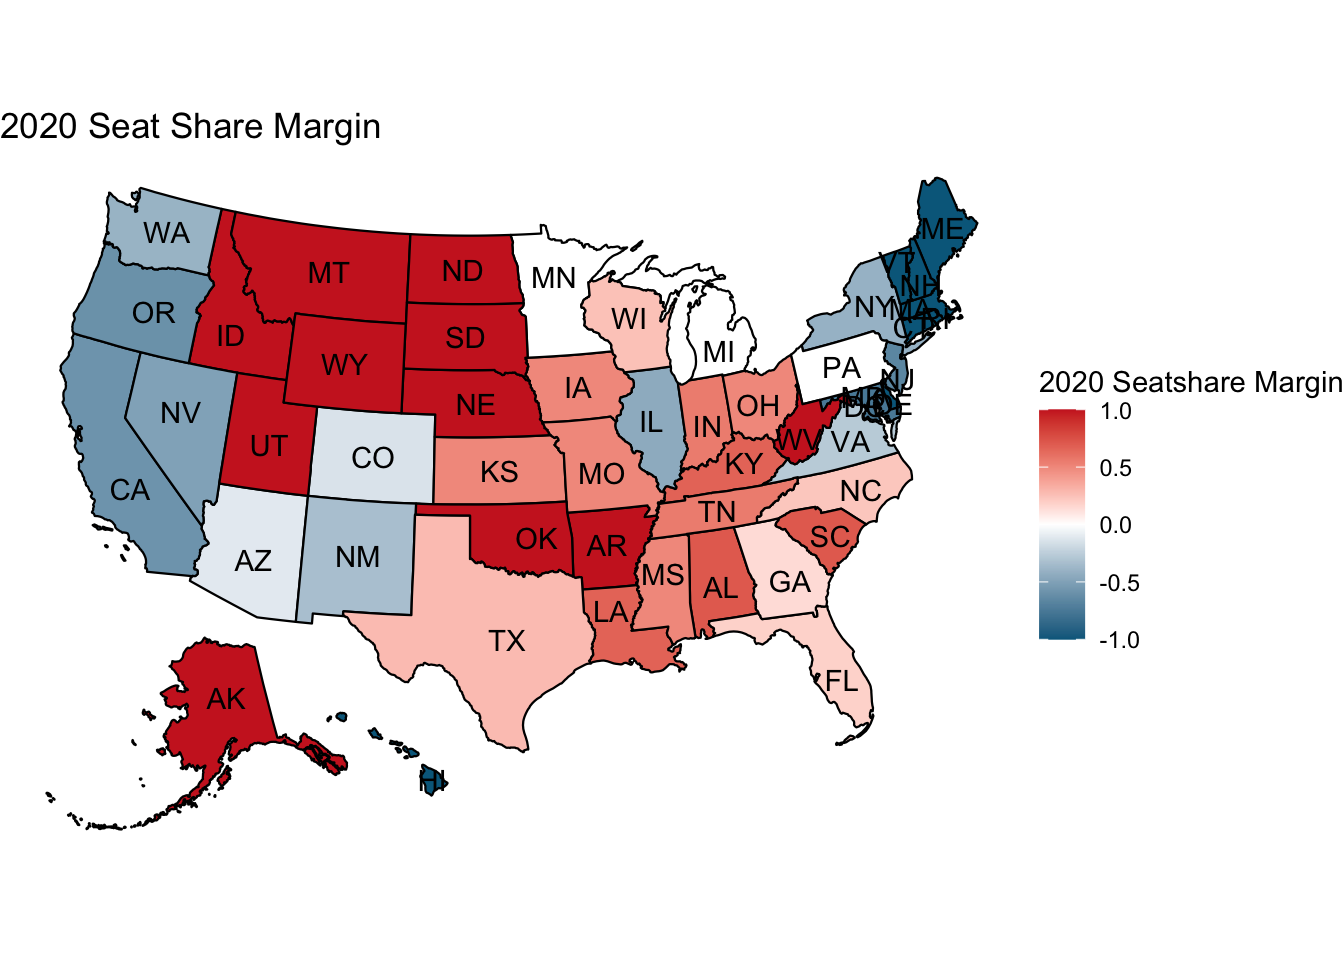 2020 Seat Share Margin
WA
MT
ND
MN
ME
VT
NH
OR
ID
SD
WI
NY
MA
CT
RI
WY
MI
PA
NV
NE
IA
NJ
UT
CO
IL
IN
OH
MD
DC
DE
CA
KS
MO
KY
WV
VA
AZ
NM
OK
AR
TN
NC
SC
MS
AL
GA
LA
TX
FL
AK
HI
2020 Seatshare Margin
1.0
0.5
0.0
-0.5
-1.0